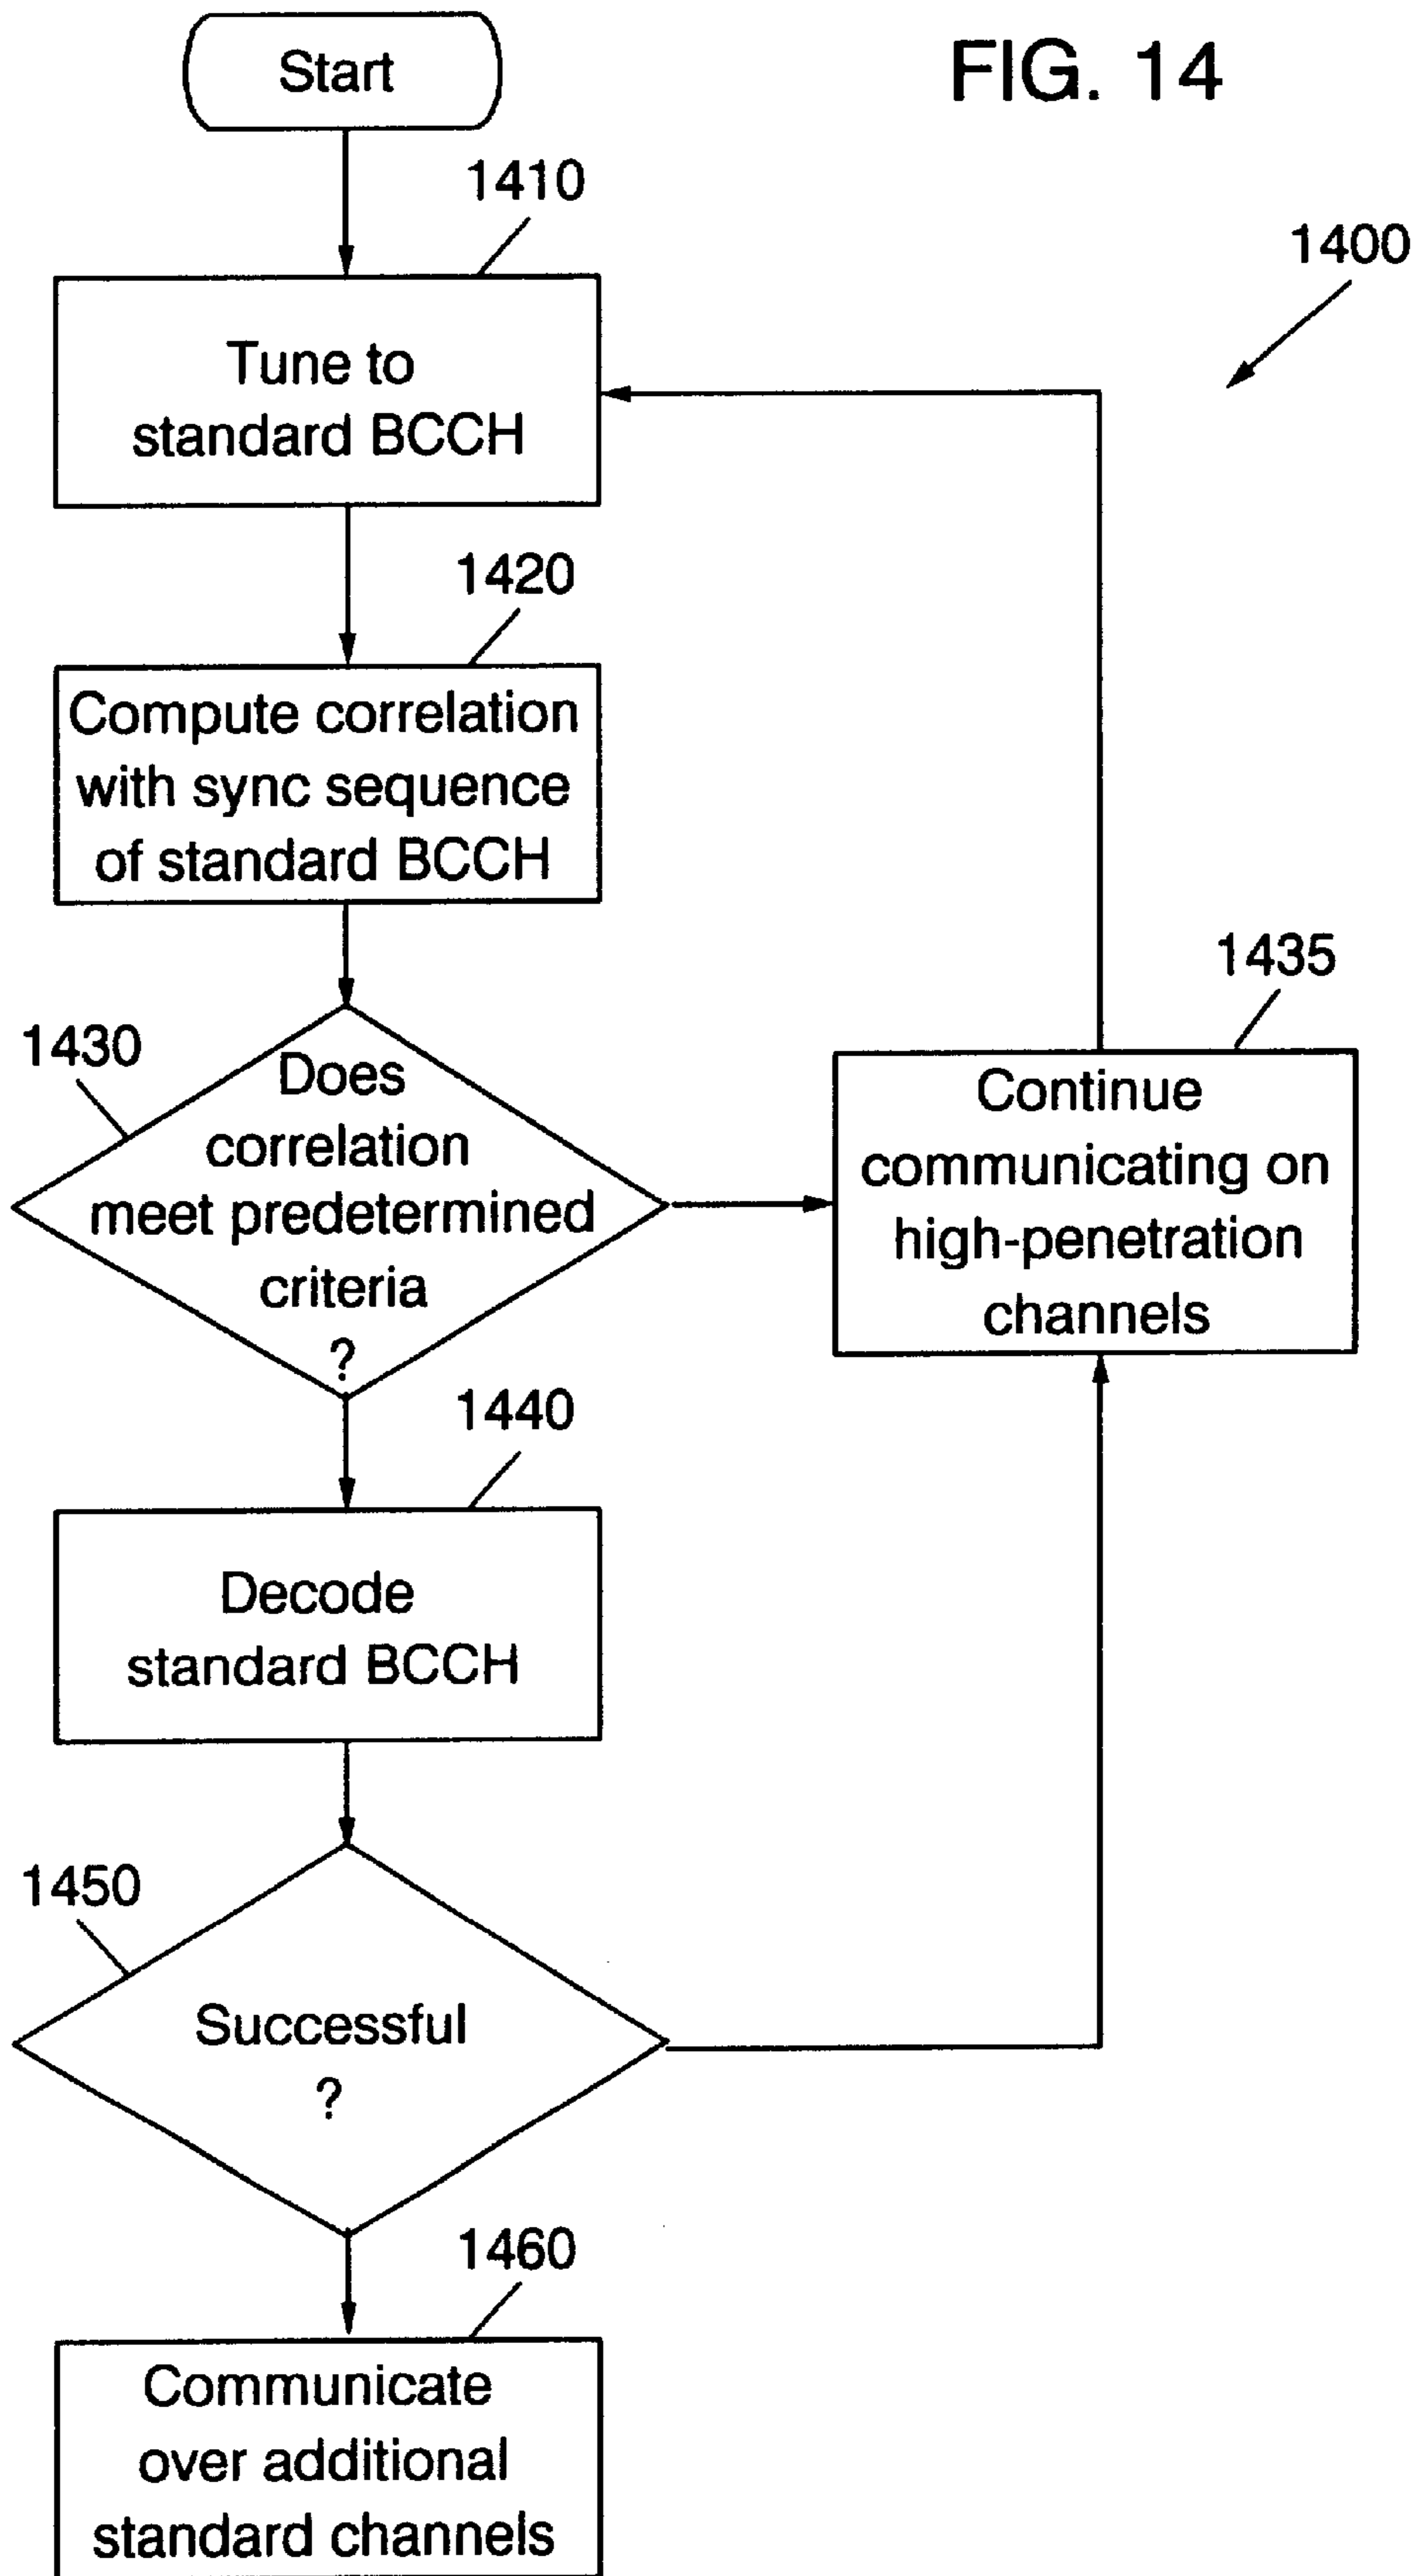 FIG. 14
Start
1410
1400
Tune to
standard BCCH
1420
Compute correlation
with sync sequence
of standard BCCH
1430
Does
correlation
meet predetermined
criteria
?
1435
Continue
communicating on
high-penetration
channels
1440
Decode
standard BCCH
1450
Successful
?
1460
Communicate
over additional
standard channels